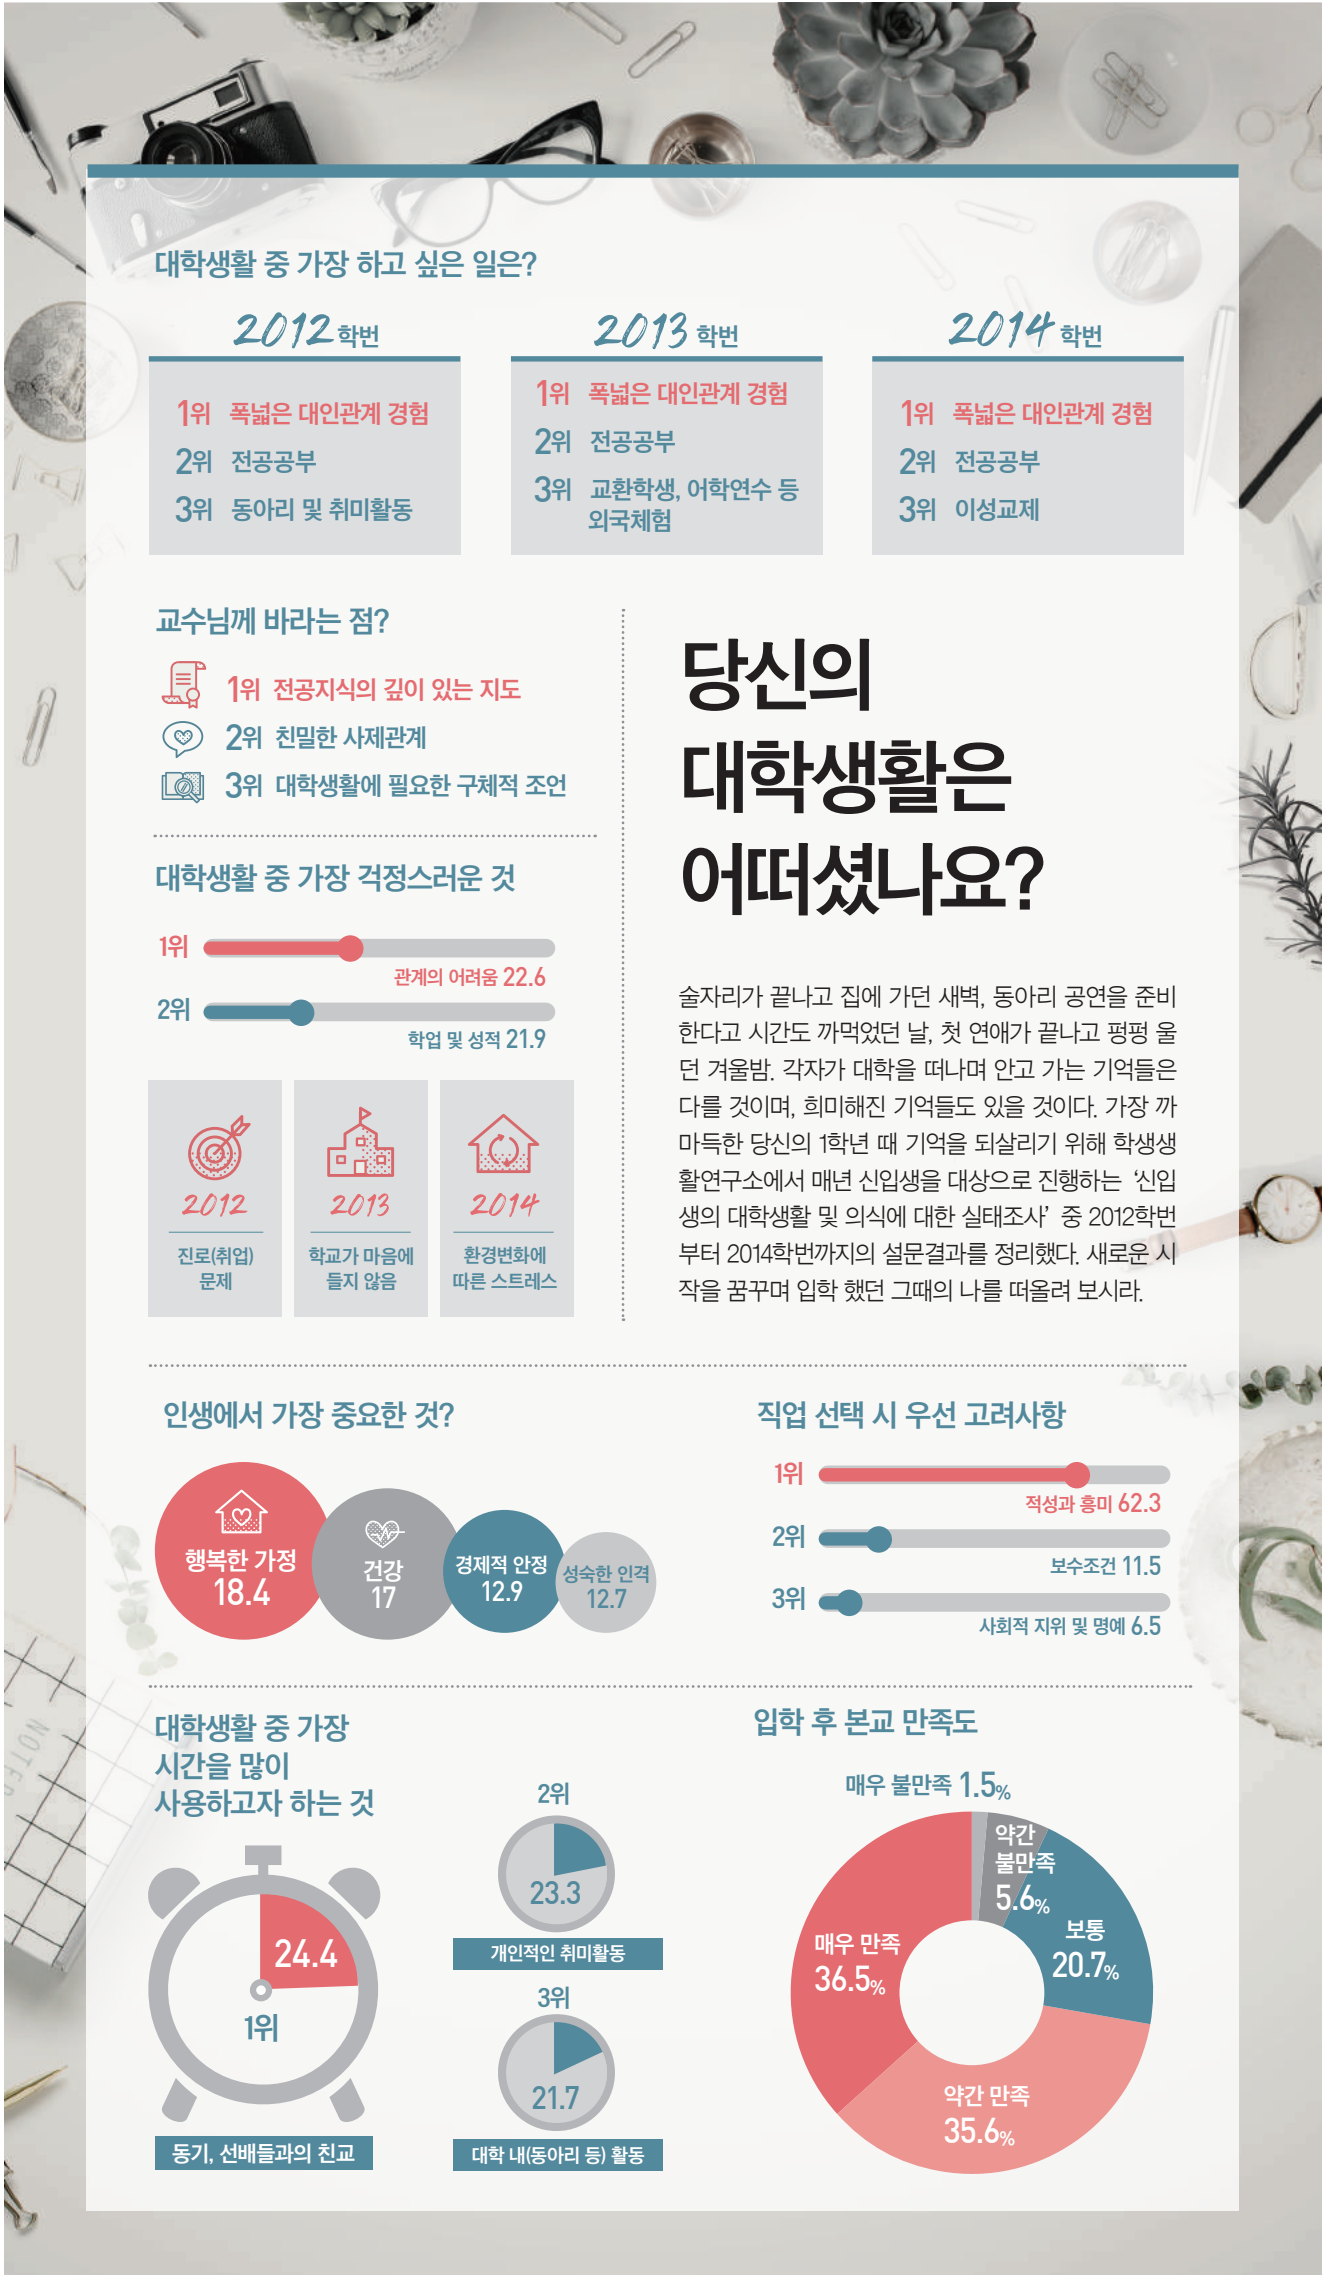 대학생활 중 가장 하고 싶은 일은?
2012 학번
1위 폭넓은 대인관계 경험
2위 전공공부
3위 동아리 및 취미활동
2013 학번
1위 폭넓은 대인관계 경험
2위 전공공부
3위 교환학생, 어학연수 등
외국체험
2014 학번
1위 폭넓은 대인관계 경험
2위 전공공부
3위 이성교제
교수님께 바라는 점?
1위 전공지식의 깊이 있는 지도
2위 친밀한 사제관계
3위 대학생활에 필요한 구체적 조언
대학생활 중 가장 걱정스러운 것
1위
관계의 어려움 22.6
2위
학업 및 성적 21.9
2012
진로(취업)
문제
2013
학교가 마음에
들지 않음
2014
환경변화에
따른 스트레스
당신의
대학생활은
어떠셨나요?
술자리가 끝나고 집에 가던 새벽, 동아리 공연을 준비
한다고 시간도 까먹었던 날, 첫 연애가 끝나고 펑펑 울
던 겨울밤. 각자가 대학을 떠나며 안고 가는 기억들은
다를 것이며, 희미해진 기억들도 있을 것이다. 가장 까
마득한 당신의 1학년 때 기억을 되살리기 위해 학생생
활연구소에서 매년 신입생을 대상으로 진행하는 ‘신입
생의 대학생활 및 의식에 대한 실태조사’ 중 2012학번
부터 2014학번까지의 설문결과를 정리했다. 새로운 시
작을 꿈꾸며 입학 했던 그때의 나를 떠올려 보시라.
인생에서 가장 중요한 것?
행복한 가정
18.4
건강
17
경제적 안정
12.9
성숙한 인격
12.7
직업 선택 시 우선 고려사항
1위
적성과 흥미 62.3
2위
보수조건 11.5
3위
사회적 지위 및 명예 6.5
대학생활 중 가장
시간을 많이
사용하고자 하는 것
24.4
1위
동기, 선배들과의 친교
2위
23.3
개인적인 취미활동
3위
21.7
대학 내(동아리 등) 활동
입학 후 본교 만족도
매우 불만족 1.5%
약간
불만족
5.6%
보통
20.7%
매우 만족
36.5%
약간 만족
35.6%
NOTED